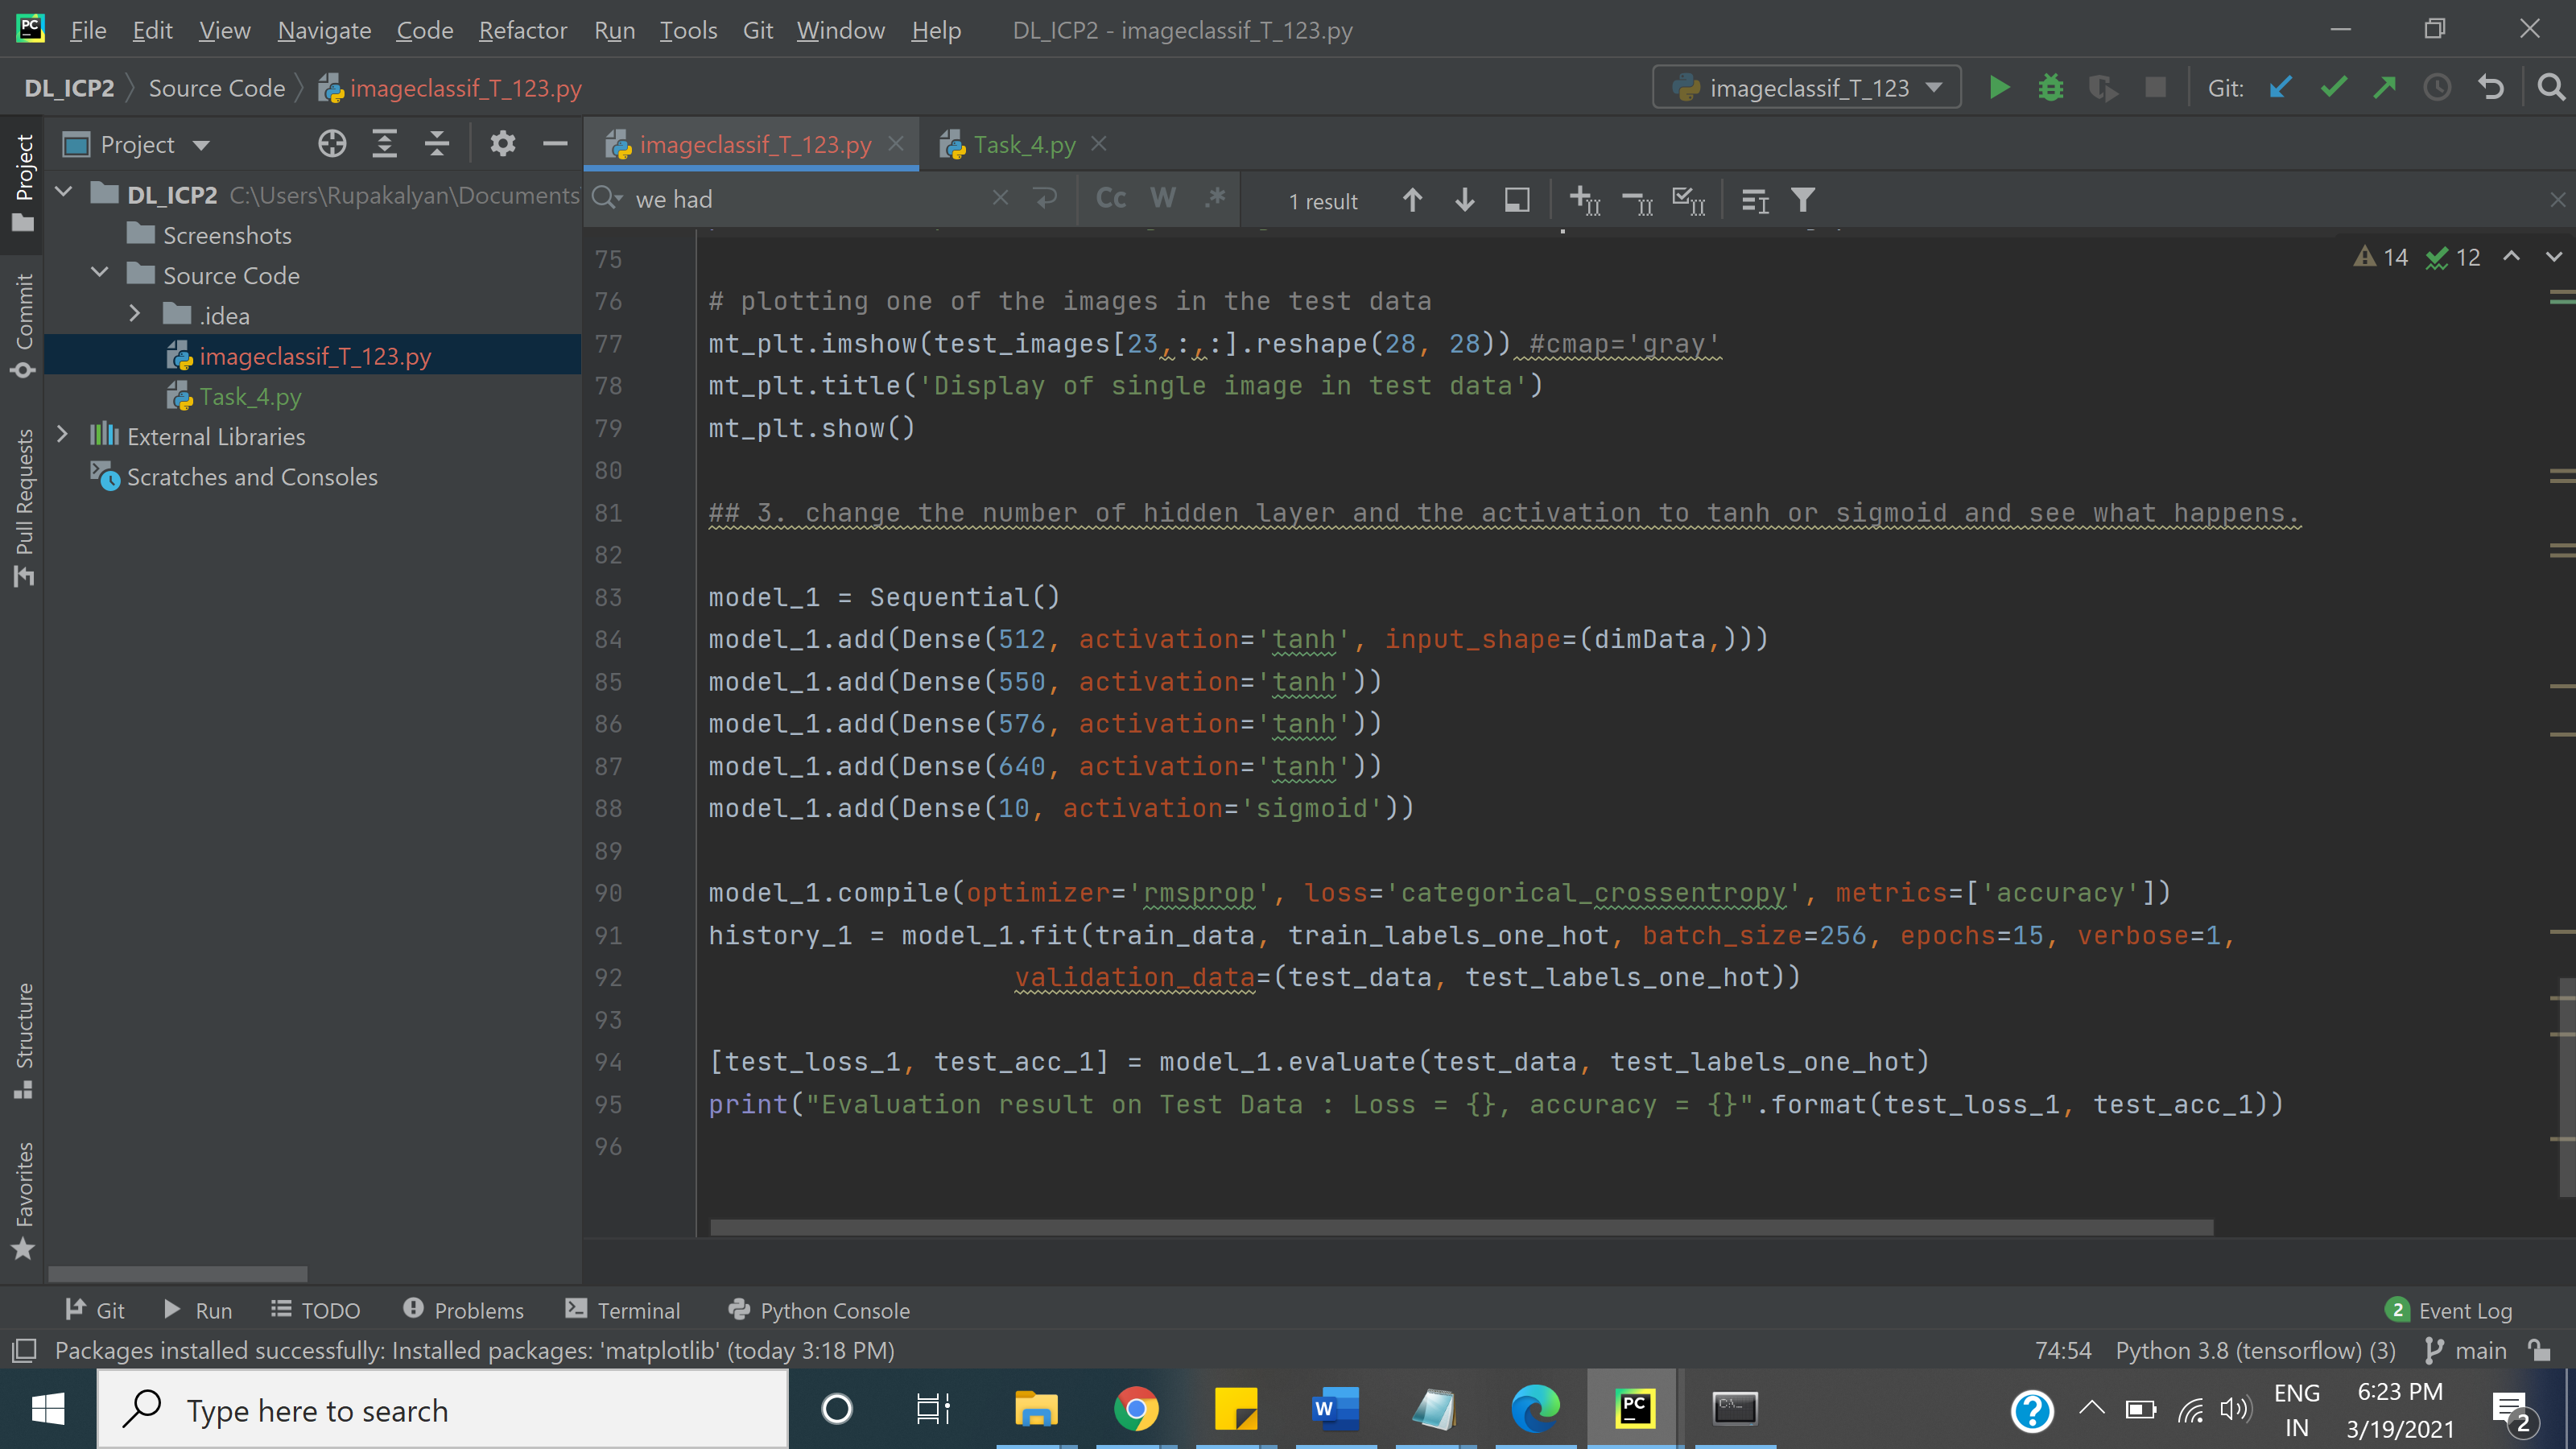 PC File Edit View Navigate Code Refactor Run Tools Git Window Help DL_ICP2 - imageclassif_T_123.py
DL_ICP2 Source Code imageclassif_T_123.py imageclassif_T_123 Git:
Project imageclassif_T_123.py Task_4.py
we had Cc W .* 1 result
DL_ICP2 C:\Users\Rupakalyan\Documents
Screenshots
Source Code
.idea
imageclassif_T_123.py
Task_4.py
External Libraries
Scratches and Consoles
Project
Commit
Pull Requests
Structure
Favorites
14 12
75
76 # plotting one of the images in the test data
77 mt_plt.imshow(test_images[23,:,:].reshape(28, 28)) #cmap='gray'
78 mt_plt.title('Display of single image in test data')
79 mt_plt.show()
80
81 ## 3. change the number of hidden layer and the activation to tanh or sigmoid and see what happens.
82
83 model_1 = Sequential()
84 model_1.add(Dense(512, activation='tanh', input_shape=(dimData,)))
85 model_1.add(Dense(550, activation='tanh'))
86 model_1.add(Dense(576, activation='tanh'))
87 model_1.add(Dense(640, activation='tanh'))
88 model_1.add(Dense(10, activation='sigmoid'))
89
90 model_1.compile(optimizer='rmsprop', loss='categorical_crossentropy', metrics=['accuracy'])
91 history_1 = model_1.fit(train_data, train_labels_one_hot, batch_size=256, epochs=15, verbose=1,
92 validation_data=(test_data, test_labels_one_hot))
93
94 [test_loss_1, test_acc_1] = model_1.evaluate(test_data, test_labels_one_hot)
95 print("Evaluation result on Test Data : Loss = {}, accuracy = {}".format(test_loss_1, test_acc_1))
96
Git Run TODO Problems Terminal Python Console 2 Event Log
Packages installed successfully: Installed packages: 'matplotlib' (today 3:18 PM) 74:54 Python 3.8 (tensorflow) (3) main
Type here to search
ENG
IN
6:23 PM
3/19/2021
2